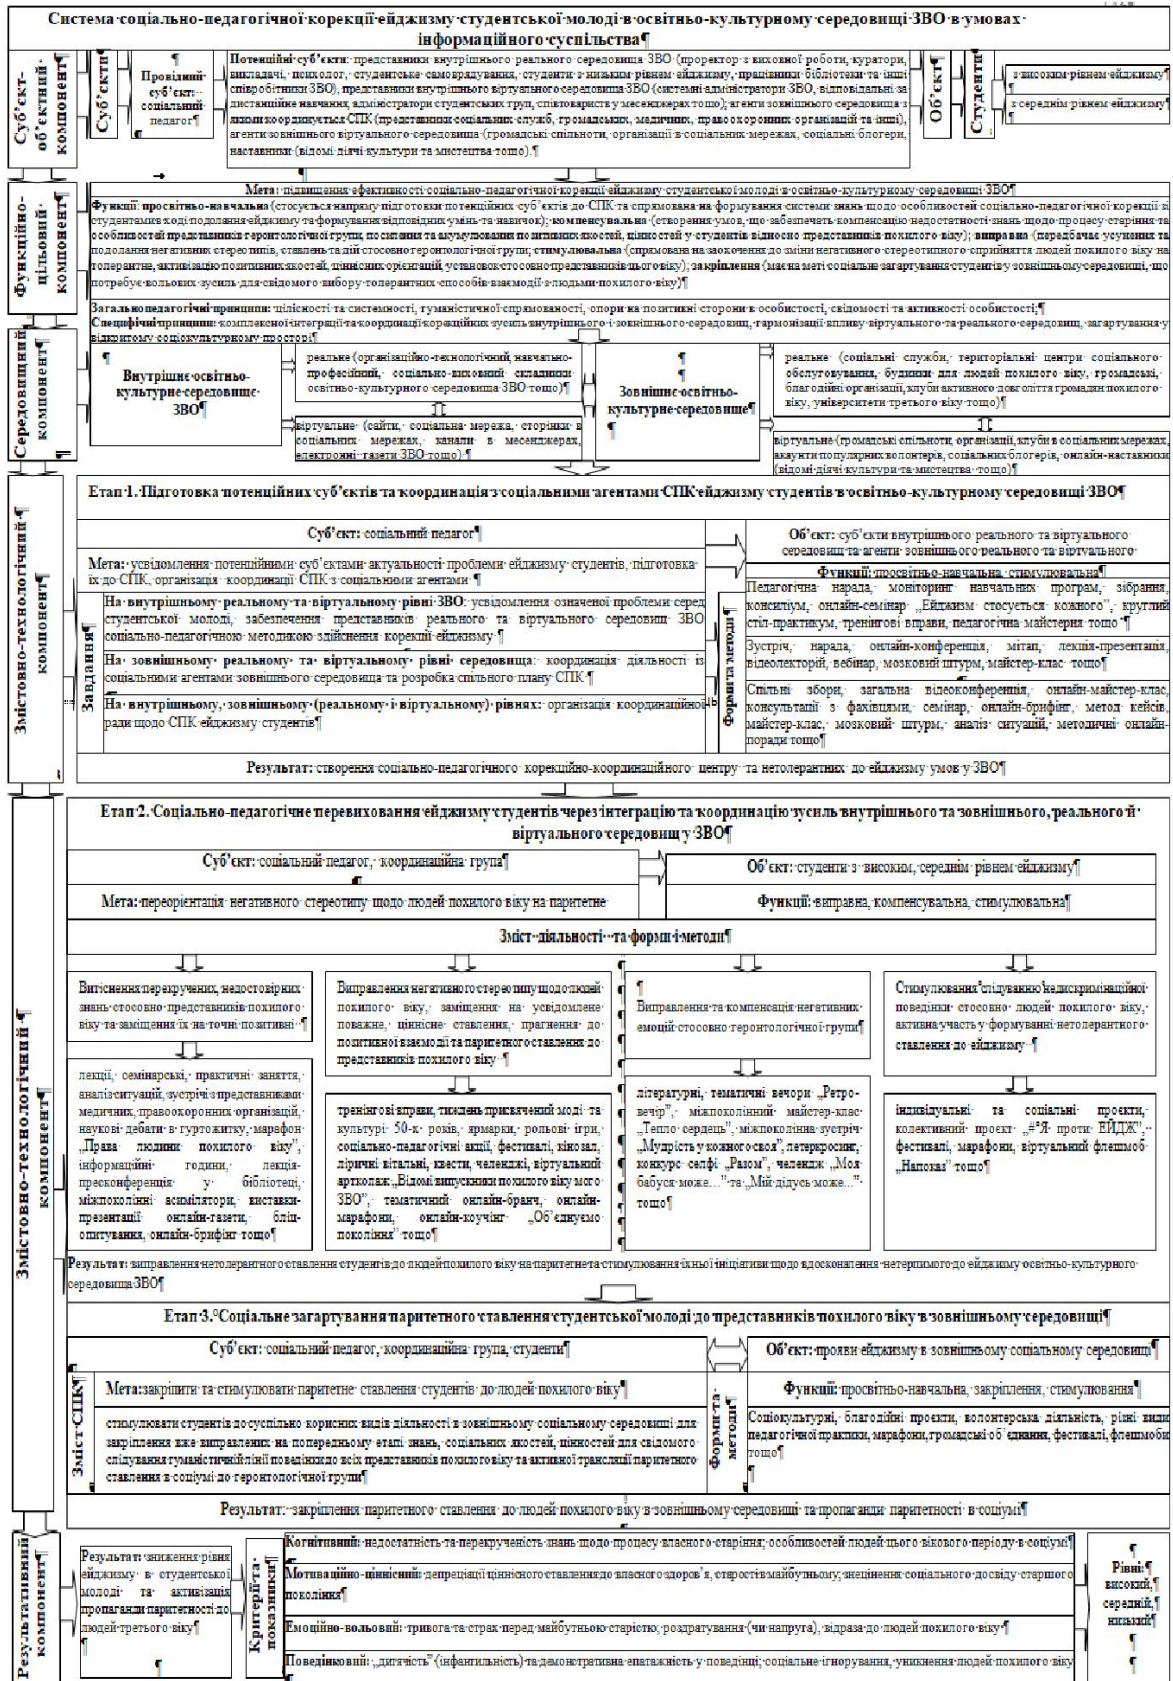 Система соціально-педагогічної корекції ейджизму студентської молоді в освітньо-культурному середовищі ЗВО в умовах
інформаційного суспільства¶
Суб'єкт-
об'єктний
компонент¶
Суб'єкти¶
¶
Провідний
суб'єкт:
соціальний
педагог¶
Потенційні суб'єкти: представники внутрішнього реального середовища ЗВО (проректор з виховної роботи, куратори,
викладачі, психолог, студентське самоврядування, студенти з низьким рівнем ейджизму, працівники бібліотеки та інші
співробітники ЗВО), представники внутрішнього віртуального середовища ЗВО (системні адміністратори ЗВО, відповідальні за
дистанційне навчання, адміністратори студентських груп, співтовариств у месенджерах тощо); агенти зовнішнього середовища з
якими координується СПК (представники соціальних служб, громадських, медичних, правоохоронних організацій та інші),
агенти зовнішнього віртуального середовища (громадські спільноти, організації в соціальних мережах, соціальні блогери,
наставники (відомі діячі культури та мистецтва тощо).¶
Об'єкт¶
Студенти¶
з високим рівнем ейджизму¶
¶
з середнім рівнем ейджизму¶
¶
Функційно-
цільовий
компонент¶
Мета: підвищення ефективності соціально-педагогічної корекції ейджизму студентської молоді в освітньо-культурному середовищі ЗВО¶
Функції: просвітньо-навчальна (стосується напряму підготовки потенційних суб'єктів до СПК та спрямована на формування системи знань щодо особливостей соціально-педагогічної корекції зі
студентами в ході подолання ейджизму та формування відповідних умінь та навичок); компенсувальна (створення умов, що забезпечать компенсацію недостатності знань щодо процесу старіння та
особливостей представників геронтологічної групи, посилення та акумулювання позитивних якостей, цінностей у студентів відносно представників похилого віку); виправна (передбачає усунення та
подолання негативних стереотипів, ставлень та дій стосовно геронтологічної групи; стимулювальна (спрямована на заохочення до зміни негативного стереотипного сприйняття людей похилого віку на
толерантне, активізацію позитивних якостей, ціннісних орієнтацій, установок стосовно представників цього віку); закріплення (має на меті соціальне загартування студентів у зовнішньому середовищі, що
потребує вольових зусиль для свідомого вибору толерантних способів взаємодії з людьми похилого віку)¶
Загальнопедагогічні принципи: цілісності та системності, гуманістичної спрямованості, опори на позитивні сторони в особистості, свідомості та активності особистості;¶
Специфічні принципи: комплексної інтеграції та координації корекційних зусиль внутрішнього і зовнішнього середовищ, гармонізації впливу віртуального та реального середовищ, загартування у
відкритому соціокультурному просторі¶
Середовищний
компонент¶
¶
¶
Внутрішнє освітньо-
культурне середовище
ЗВО¶
реальне (організаційно-технологічний, навчально-
професійний, соціально-виховний складники
освітньо-культурного середовища ЗВО тощо)¶
віртуальне (сайти, соціальна мережа, сторінки в
соціальних мережах, канали в месенджерах,
електронні газети ЗВО тощо)¶
¶
¶
Зовнішнє освітньо-
культурне середовище¶
¶
реальне (соціальні служби, територіальні центри соціального
обслуговування, будинки для людей похилого віку, громадські,
благодійні організації, клуби активного довголіття громадян похилого
віку, університети третього віку тощо)¶
віртуальне (громадські спільноти, організації, клуби в соціальних мережах,
акаунти популярних волонтерів, соціальних блогерів, онлайн-наставники
(відомі діячі культури та мистецтва тощо)¶
Змістовно-технологічний ¶
компонент¶
Етап 1. Підготовка потенційних суб'єктів та координація з соціальними агентами СПК ейджизму студентів в освітньо-культурному середовищі ЗВО¶
Суб'єкт: соціальний педагог¶
Об'єкт: суб'єкти внутрішнього реального та віртуального
середовищ та агенти зовнішнього реального та віртуального
Мета: усвідомлення потенційними суб'єктами актуальності проблеми ейджизму студентів, підготовка
їх до СПК, організація координації СПК з соціальними агентами ¶
Функції: просвітньо-навчальна, стимулювальна¶
Завдання¶
На внутрішньому реальному та віртуальному рівні ЗВО: усвідомлення означеної проблеми серед
студентської молоді, забезпечення представників реального та віртуального середовищ ЗВО
соціально-педагогічною методикою здійснення корекції ейджизму ¶
На зовнішньому реальному та віртуальному рівні середовища: координація діяльності із
соціальними агентами зовнішнього середовища та розробка спільного плану СПК ¶
На внутрішньому, зовнішньому (реальному і віртуальному) рівнях: організація координаційної
ради щодо СПК ейджизму студентів¶
Форми та методи¶
Педагогічна нарада, моніторинг навчальних програм, зібрання,
консиліум, онлайн-семінар „Ейджизм стосується кожного", круглий
стіл-практикум, тренінгові вправи, педагогічна майстерня тощо ¶
Зустріч, нарада, онлайн-конференція, мітап, лекція-презентація,
відеолекторій, вебінар, мозковий штурм, майстер-клас тощо¶
Спільні збори, загальна відеоконференція, онлайн-майстер-клас,
консультації з фахівцями, семінар, онлайн-брифінг, метод кейсів,
майстер-клас, мозковий штурм, аналіз ситуацій, методичні онлайн-
поради тощо¶
Результат: створення соціально-педагогічного корекційно-координаційного центру та нетолерантних до ейджизму умов у ЗВО¶
Змістовно-технологічний ¶
компонент¶
Етап 2. Соціально-педагогічне перевиховання ейджизму студентів через інтеграцію та координацію зусиль внутрішнього та зовнішнього, реального й
віртуального середовищ у ЗВО¶
Суб'єкт: соціальний педагог, координаційна група¶
¶
Об'єкт: студенти з високим, середнім рівнем ейджизму¶
Мета: переорієнтація негативного стереотипу щодо людей похилого віку на паритетне
Функції: виправна, компенсувальна, стимулювальна¶
Зміст діяльності та форми і методи¶
Витіснення перекручених, недостовірних
знань стосовно представників похилого
віку та заміщення їх на точні позитивні ¶
Виправлення негативного стереотипу щодо людей
похилого віку, заміщення на усвідомлене
поважне, ціннісне ставлення, прагнення до
позитивної взаємодії та паритетного ставлення до
представників похилого віку ¶
¶
Виправлення та компенсація негативних
емоцій стосовно геронтологічної групи¶
Стимулювання слідуванню недискримінаційної
поведінки стосовно людей похилого віку,
активна участь у формуванні нетолерантного
ставлення до ейджизму ¶
лекції, семінарські, практичні заняття,
аналіз ситуацій, зустрічі з представниками
медичних, правоохоронних організацій,
наукові дебати в гуртожитку, марафон
„Права людини похилого віку",
інформаційні години, лекція-
пресконференція у бібліотеці,
міжпоколінні асимілятори, виставки-
презентації онлайн-газети, бліц-
опитування, онлайн-брифінг тощо¶
тренінгові вправи, тиждень присвячений моді та
культурі 50-х років, ярмарки, рольові ігри,
соціально-педагогічні акції, фестивалі, кінозал,
ліричні вітальні, квести, челенджі, віртуальний
артколаж „Відомі випускники похилого віку мого
ЗВО", тематичний онлайн-бранч, онлайн-
марафони, онлайн-коучінг „Об'єднуємо
покоління" тощо¶
літературні, тематичні вечори „Ретро-
вечір", міжпоколінний майстер-клас
„Тепло сердець", міжпоколінна зустріч
„Мудрість у кожного своя", летеркросинг,
конкурс селфі „Разом", челендж „Моя
бабуся може…" та „Мій дідусь може…"
тощо¶
індивідуальні та соціальні проєкти,
колективний проєкт „#Я проти ЕЙДЖ",
фестивалі, марафони, віртуальний флешмоб
„Напоказ" тощо¶
Результат: виправлення нетолерантного ставлення студентів до людей похилого віку на паритетне та стимулювання їхньої ініціативи щодо вдосконалення нетерпимого до ейджизму освітньо-культурного
середовища ЗВО¶
Етап 3. Соціальне загартування паритетного ставлення студентської молоді до представників похилого віку в зовнішньому середовищі¶
Суб'єкт: соціальний педагог, координаційна група, студенти¶
Об'єкт: прояви ейджизму в зовнішньому соціальному середовищі¶
Зміст СПК¶
Мета: закріпити та стимулювати паритетне ставлення студентів до людей похилого віку¶
стимулювати студентів до суспільно корисних видів діяльності в зовнішньому соціальному середовищі для
закріплення вже виправлених на попередньому етапі знань, соціальних якостей, цінностей для свідомого
слідування гуманістичній лінії поведінки до всіх представників похилого віку та активної трансляції паритетного
ставлення в соціумі до геронтологічної групи¶
Форми та
методи¶
Функції: просвітньо-навчальна, закріплення, стимулювання¶
Соціокультурні, благодійні проєкти, волонтерська діяльність, різні види
педагогічної практики, марафони, громадські об'єднання, фестивалі, флешмоби
тощо¶
¶
Результат: закріплення паритетного ставлення до людей похилого віку в зовнішньому середовищі та пропаганди паритетності в соціумі¶
Результативний
компонент¶
Результат: зниження рівня
ейджизму в студентської
молоді та активізація
пропаганди паритетності до
людей третього віку¶
¶
¶
Критерії та
показники¶
Когнітивний: недостатність та перекрученість знань щодо процесу власного старіння; особливостей людей цього вікового періоду в соціумі¶
Мотиваційно-ціннісний: депреціації ціннісного ставлення до власного здоров'я, старості в майбутньому; знецінення соціального досвіду старшого
покоління¶
Емоційно-вольовий: тривога та страх перед майбутньою старістю; роздратування (чи напруга), відраза до людей похилого віку¶
Поведінковий: „дитячість" (інфантильність) та демонстративна епатажність у поведінці; соціальне ігнорування, уникнення людей похилого віку
¶
Рівні:¶
високий,¶
середній,¶
низький¶
¶
¶